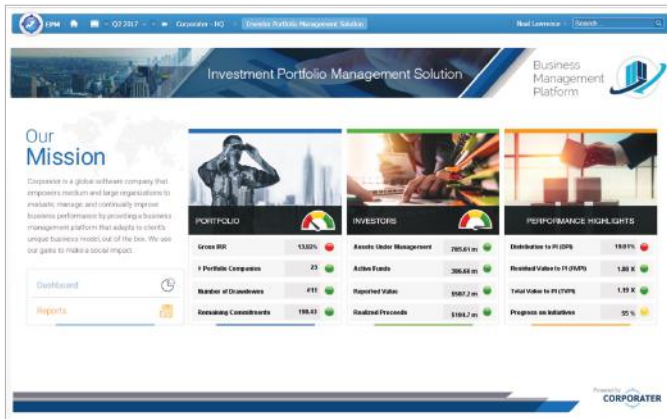 EPM
Q2 2017
Corporater - HQ
Investor Portfolio Management Solution
Noel Lawrence
Search...
Investment Portfolio Management Solution
Business
Management
Platform
Our
Mission
Corporater is a global software company that
empowers medium and large organizations to
evaluate, manage and continually improve
business performance by providing a business
management platform that adapts to client's
unique business model, out of the box. We use
our gains to make a social impact.
Dashboard
Reports
PORTFOLIO
Gross IRR 13.93%
# Portfolio Companies 23
Number of Drawdowns
Remaining Commitments
INVESTORS
Assets Under Management 785.61 m
Active Funds
Reported Value
Realized Proceeds
PERFORMANCE HIGHLIGHTS
Distribution to PI (DPI)
Residual Value to PI (RVPI) 1.00 X
Total Value to PI (TVPI) 1.19 X
Progress on Initiatives 55 %
Powered by
CORPORATER